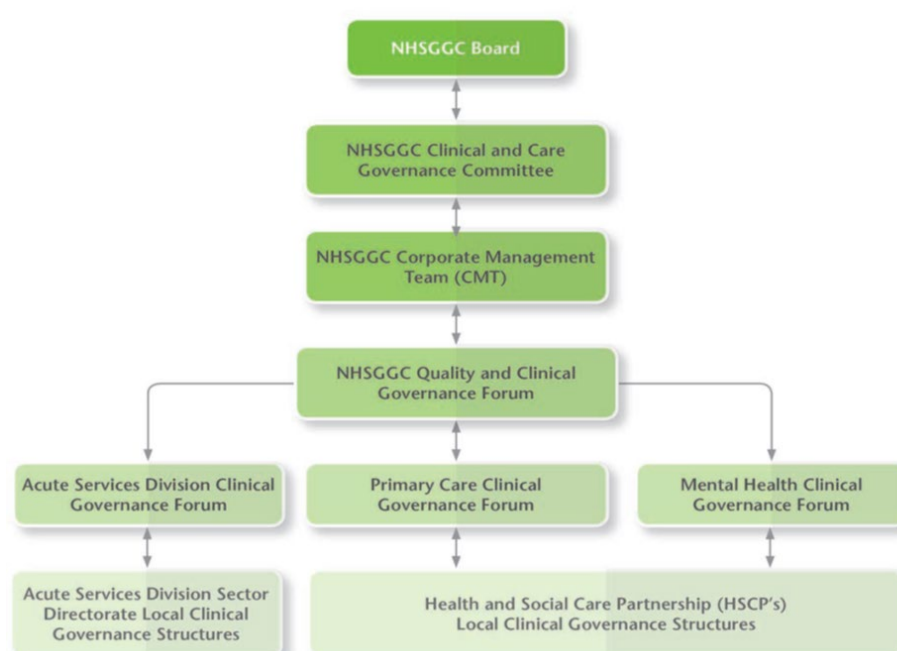 NHSGGC Board
NHSGGC Clinical and Care
Governance Committee
NHSGGC Corporate Management
Team (CMT)
NHSGGC Quality and Clinical
Governance Forum
Acute Services Division Clinical
Governance Forum
Primary Care Clinical
Governance Forum
Mental Health Clinical
Governance Forum
Acute Services Division Sector
Directorate Local Clinical
Governance Structures
Health and Social Care Partnership (HSCP's)
Local Clinical Governance Structures